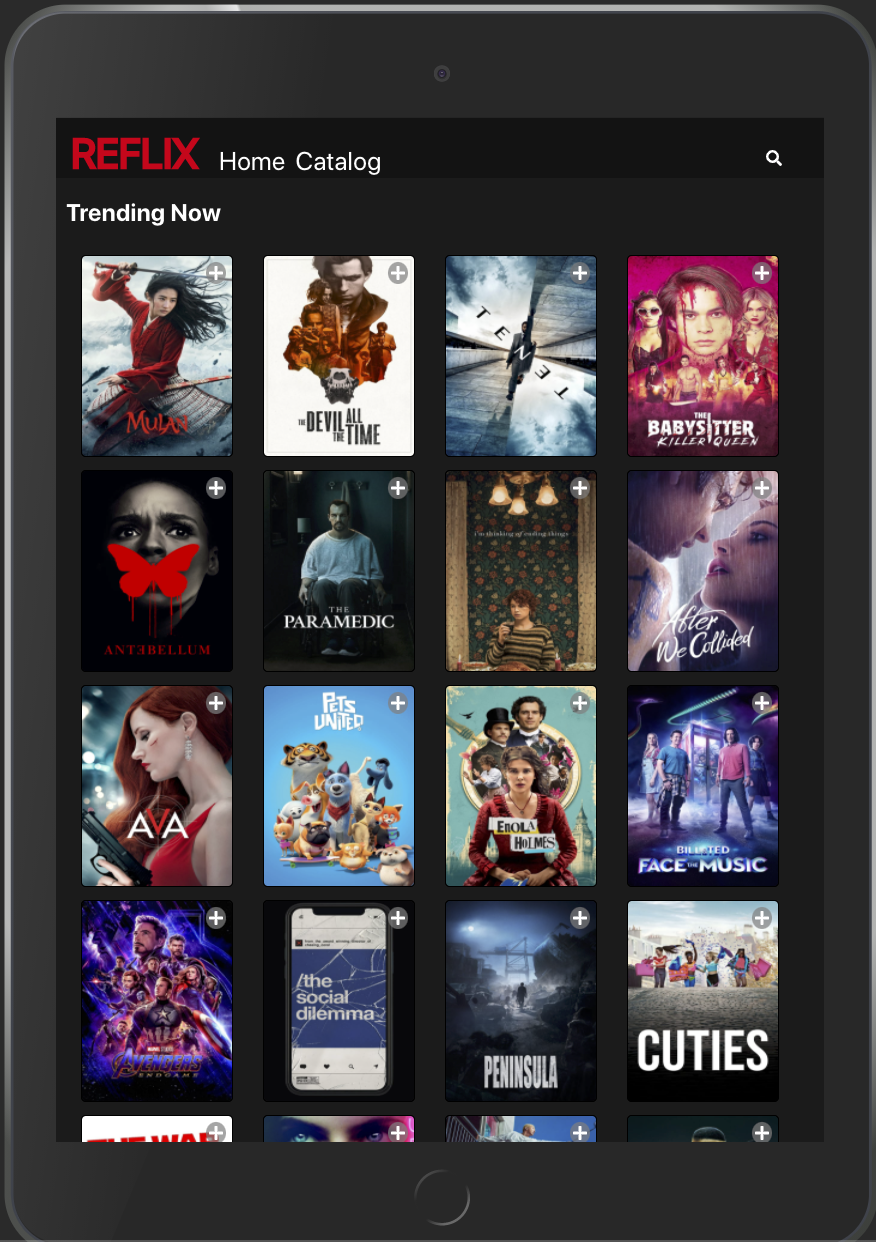 REFLIX Home Catalog
Trending Now
MULAN
THE DEVIL ALL THE TIME
TENET
THE
BABYSITTER
KILLER QUEEN
ANTƎBELLUM
THE
PARAMEDIC
i'm thinking of ending things
After
We Collided
AVA
PETS
UNITED
ENOLA
HOLMES
BILL & TED
FACE THE MUSIC
AVENGERS
ENDGAME
/the
social
dilemma
PENINSULA
CUTIES